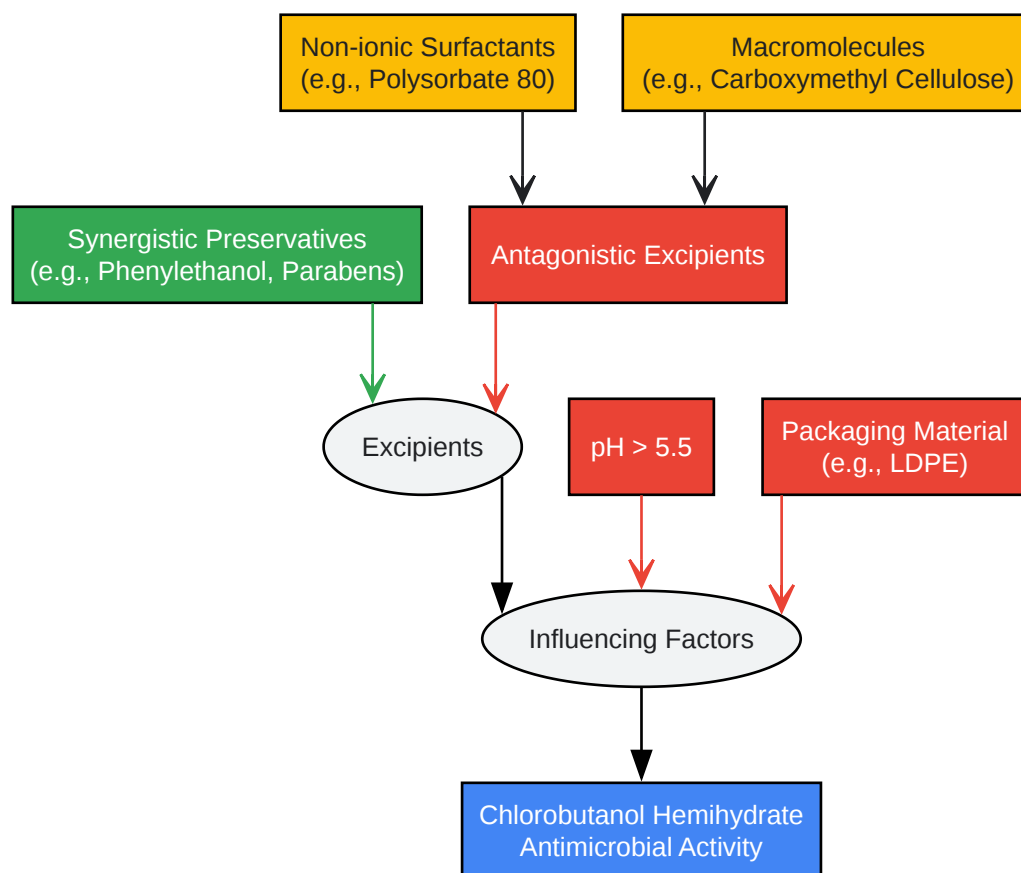 Non-ionic Surfactants
(e.g., Polysorbate 80)
Macromolecules
(e.g., Carboxymethyl Cellulose)
Synergistic Preservatives
(e.g., Phenylethanol, Parabens)
Antagonistic Excipients
Excipients
pH > 5.5
Packaging Material
(e.g., LDPE)
Influencing Factors
Chlorobutanol Hemihydrate
Antimicrobial Activity